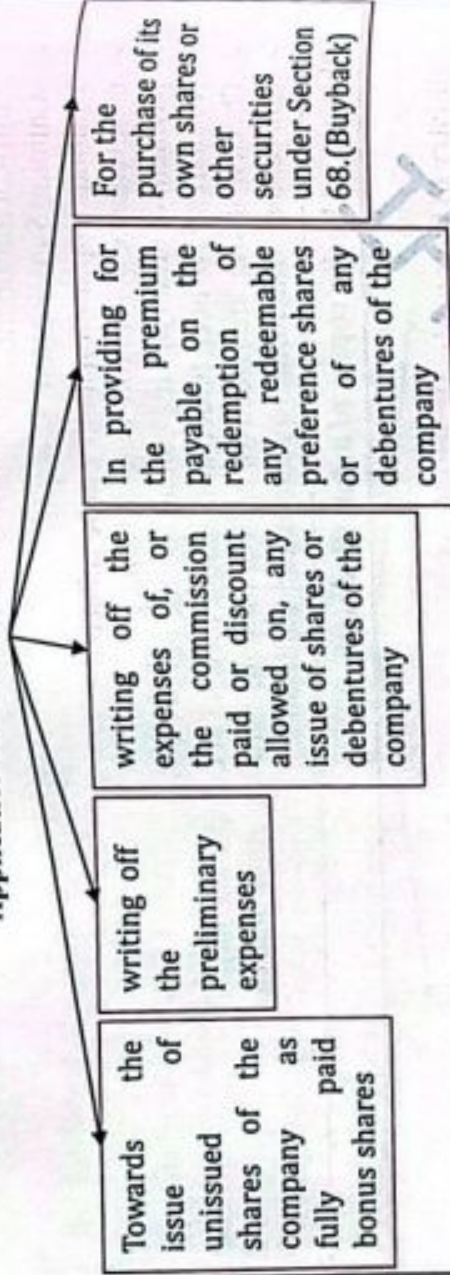 Towards the
issue of
unissued
shares of the
company as
fully paid
bonus shares
writing off
the
preliminary
expenses
writing off the
expenses of, or
the commission
paid or discount
allowed on, any
issue of shares or
debentures of the
company
In providing for
the premium
payable on the
redemption of
any redeemable
preference shares
or of any
debentures of the
company
For the
purchase of its
own shares or
other
securities
under Section
68.(Buyback)